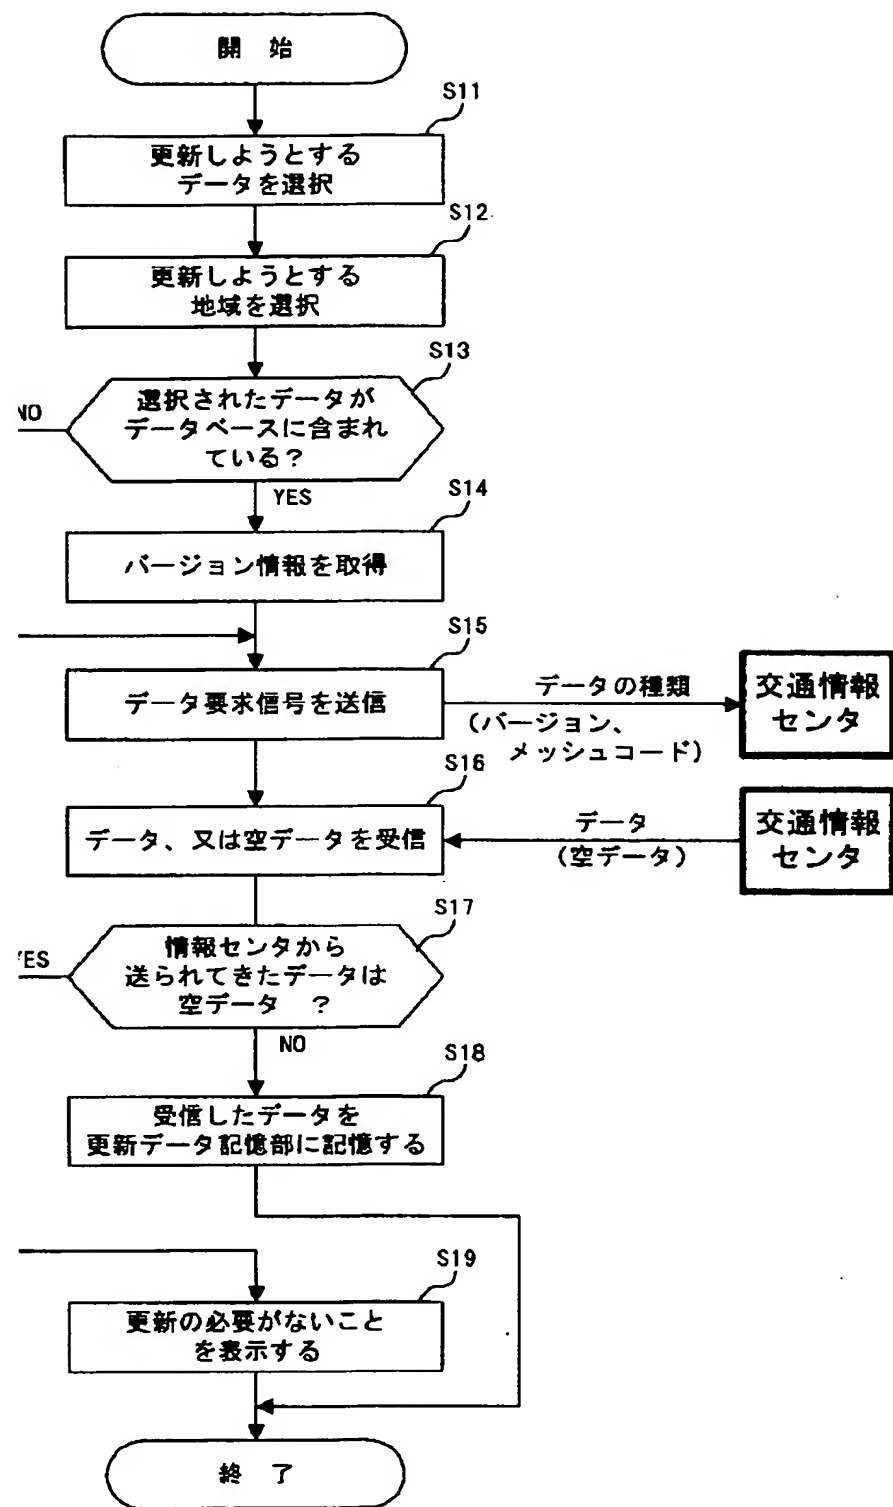 開 始
S11
更新しようとする
データを選択
S12
更新しようとする
地域を選択
S13
選択されたデータが
データベースに含まれ
ている?
NO
YES
S14
バージョン情報を取得
S15
データ要求信号を送信
データの種類
(バージョン、
メッシュコード)
交通情報
センタ
S16
データ、又は空データを受信
データ
(空データ)
交通情報
センタ
S17
情報センタから
送られてきたデータは
空データ ?
YES
NO
S18
受信したデータを
更新データ記憶部に記憶する
S19
更新の必要がないこと
を表示する
終 了